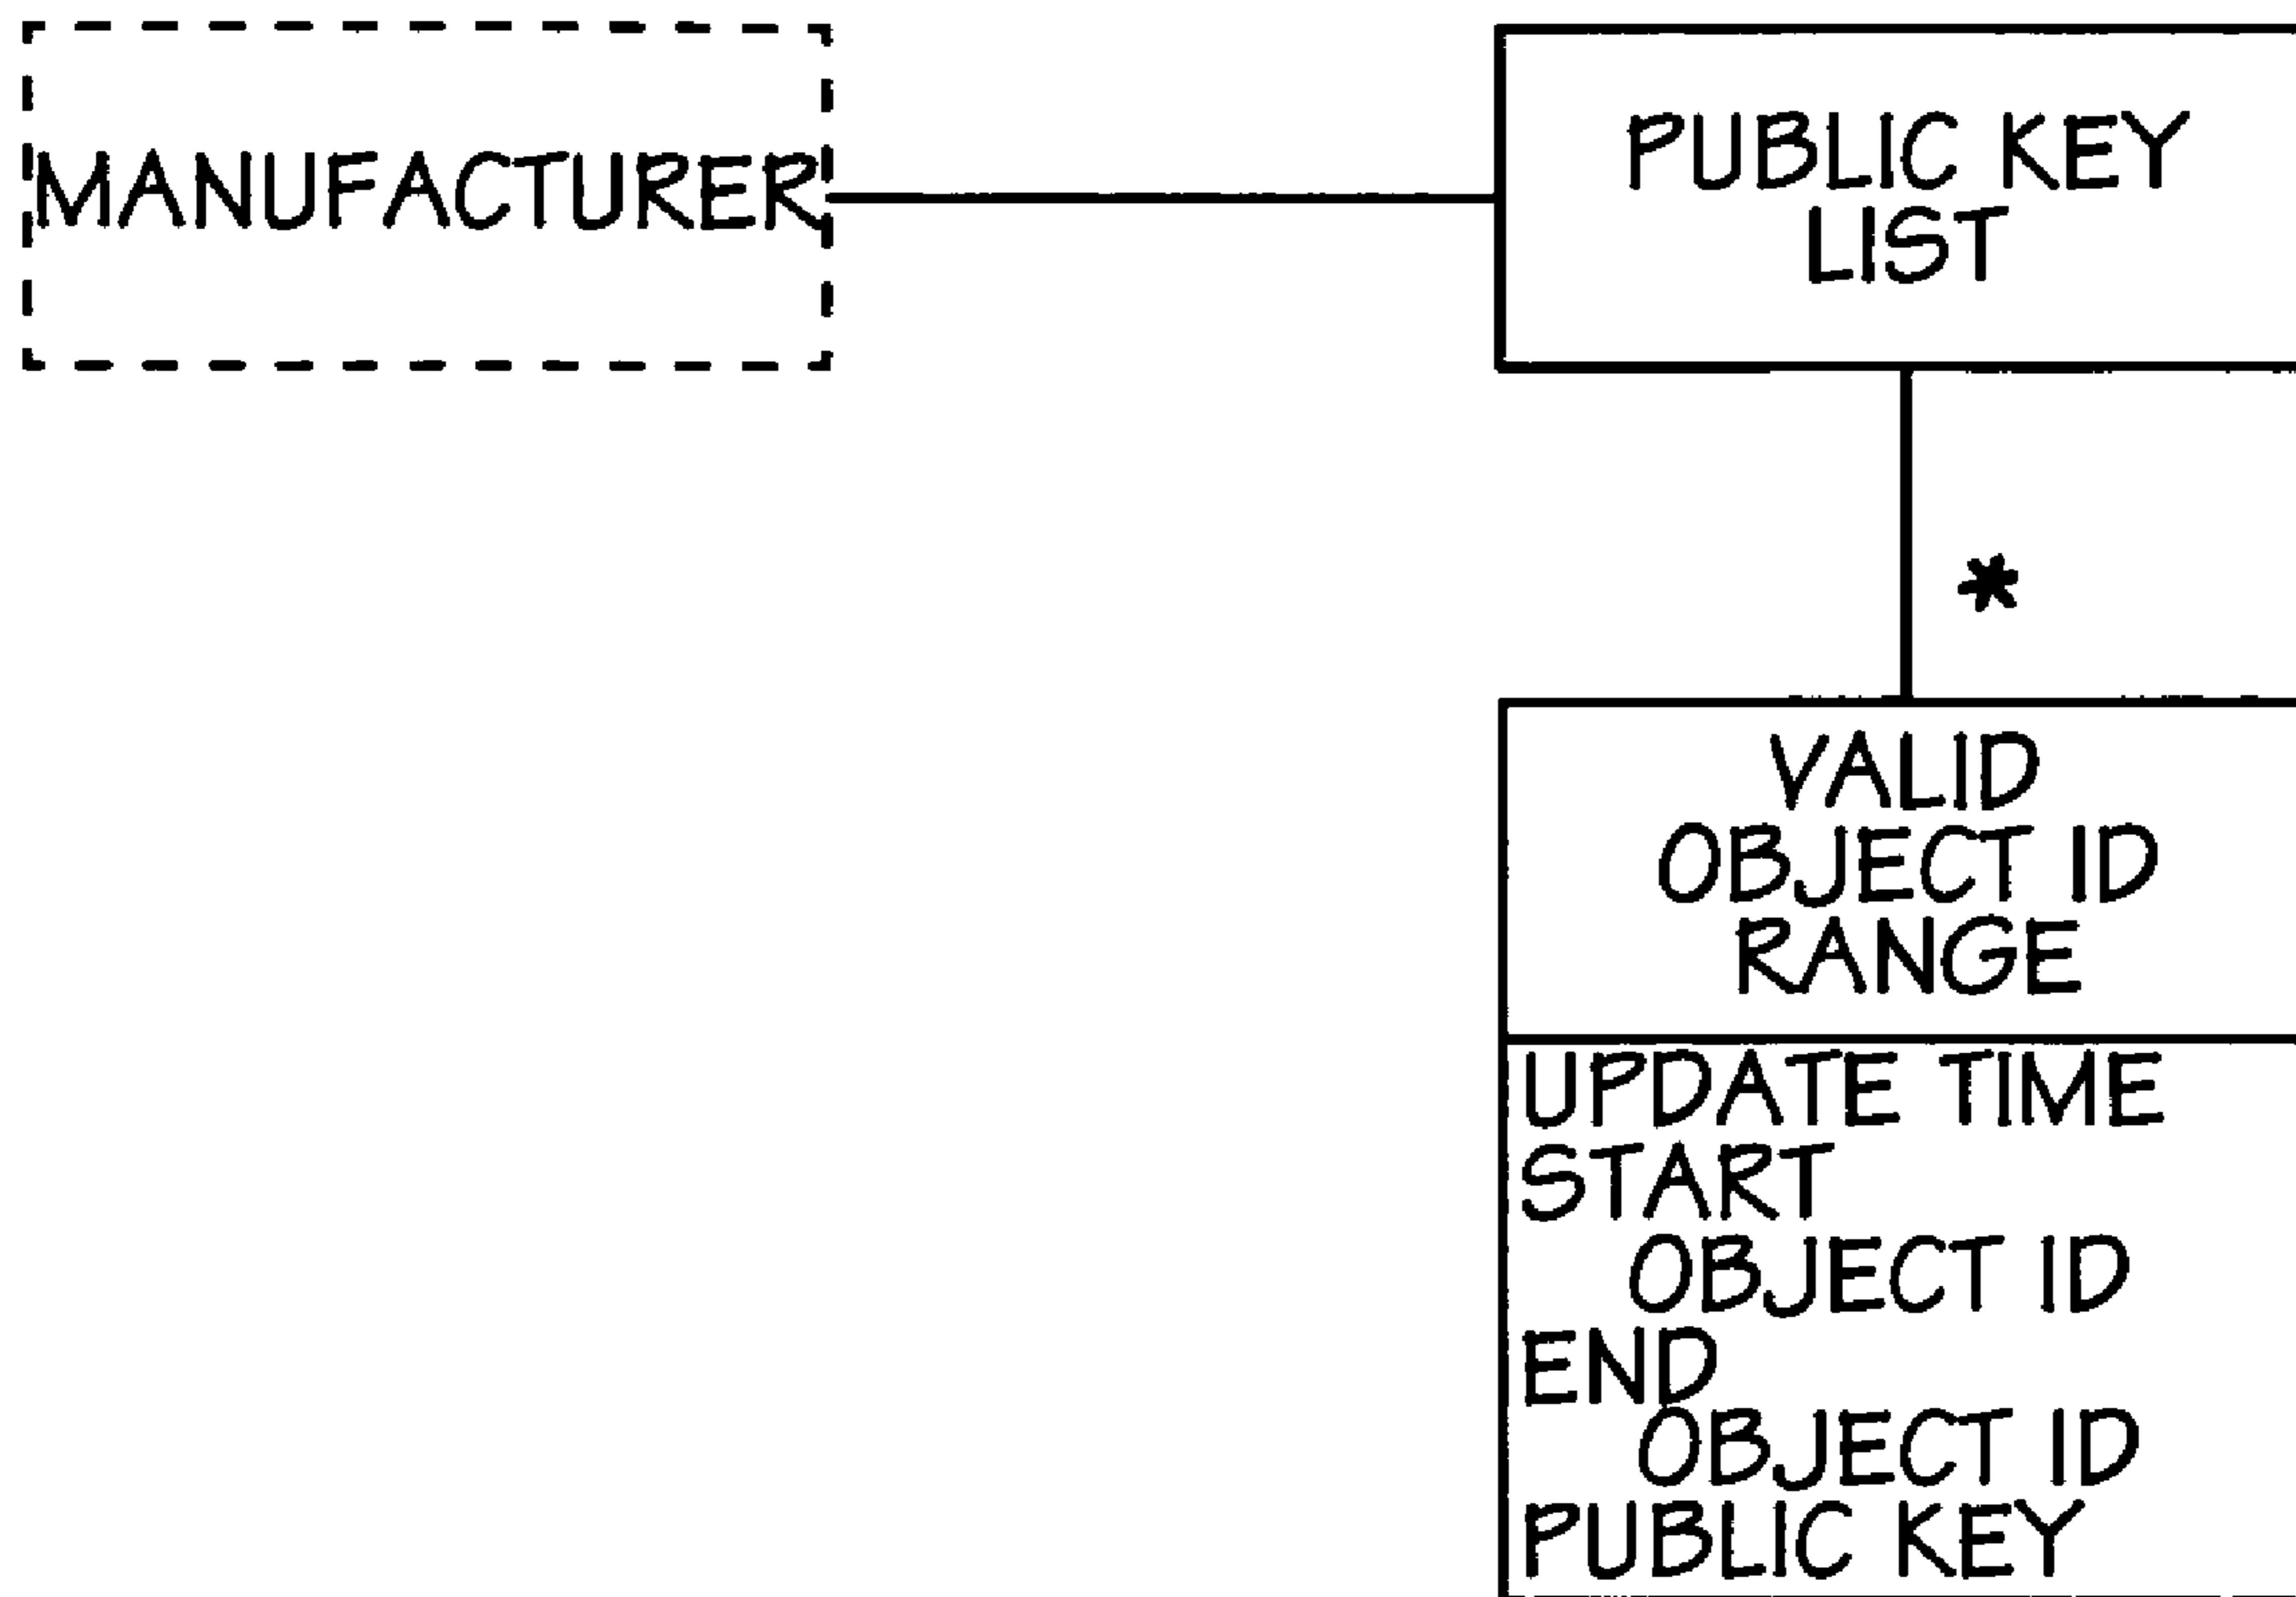 MANUFACTURER
PUBLIC KEY
LIST
*
VALID
OBJECT ID
RANGE
UPDATE TIME
START
OBJECT ID
END
OBJECT ID
PUBLIC KEY